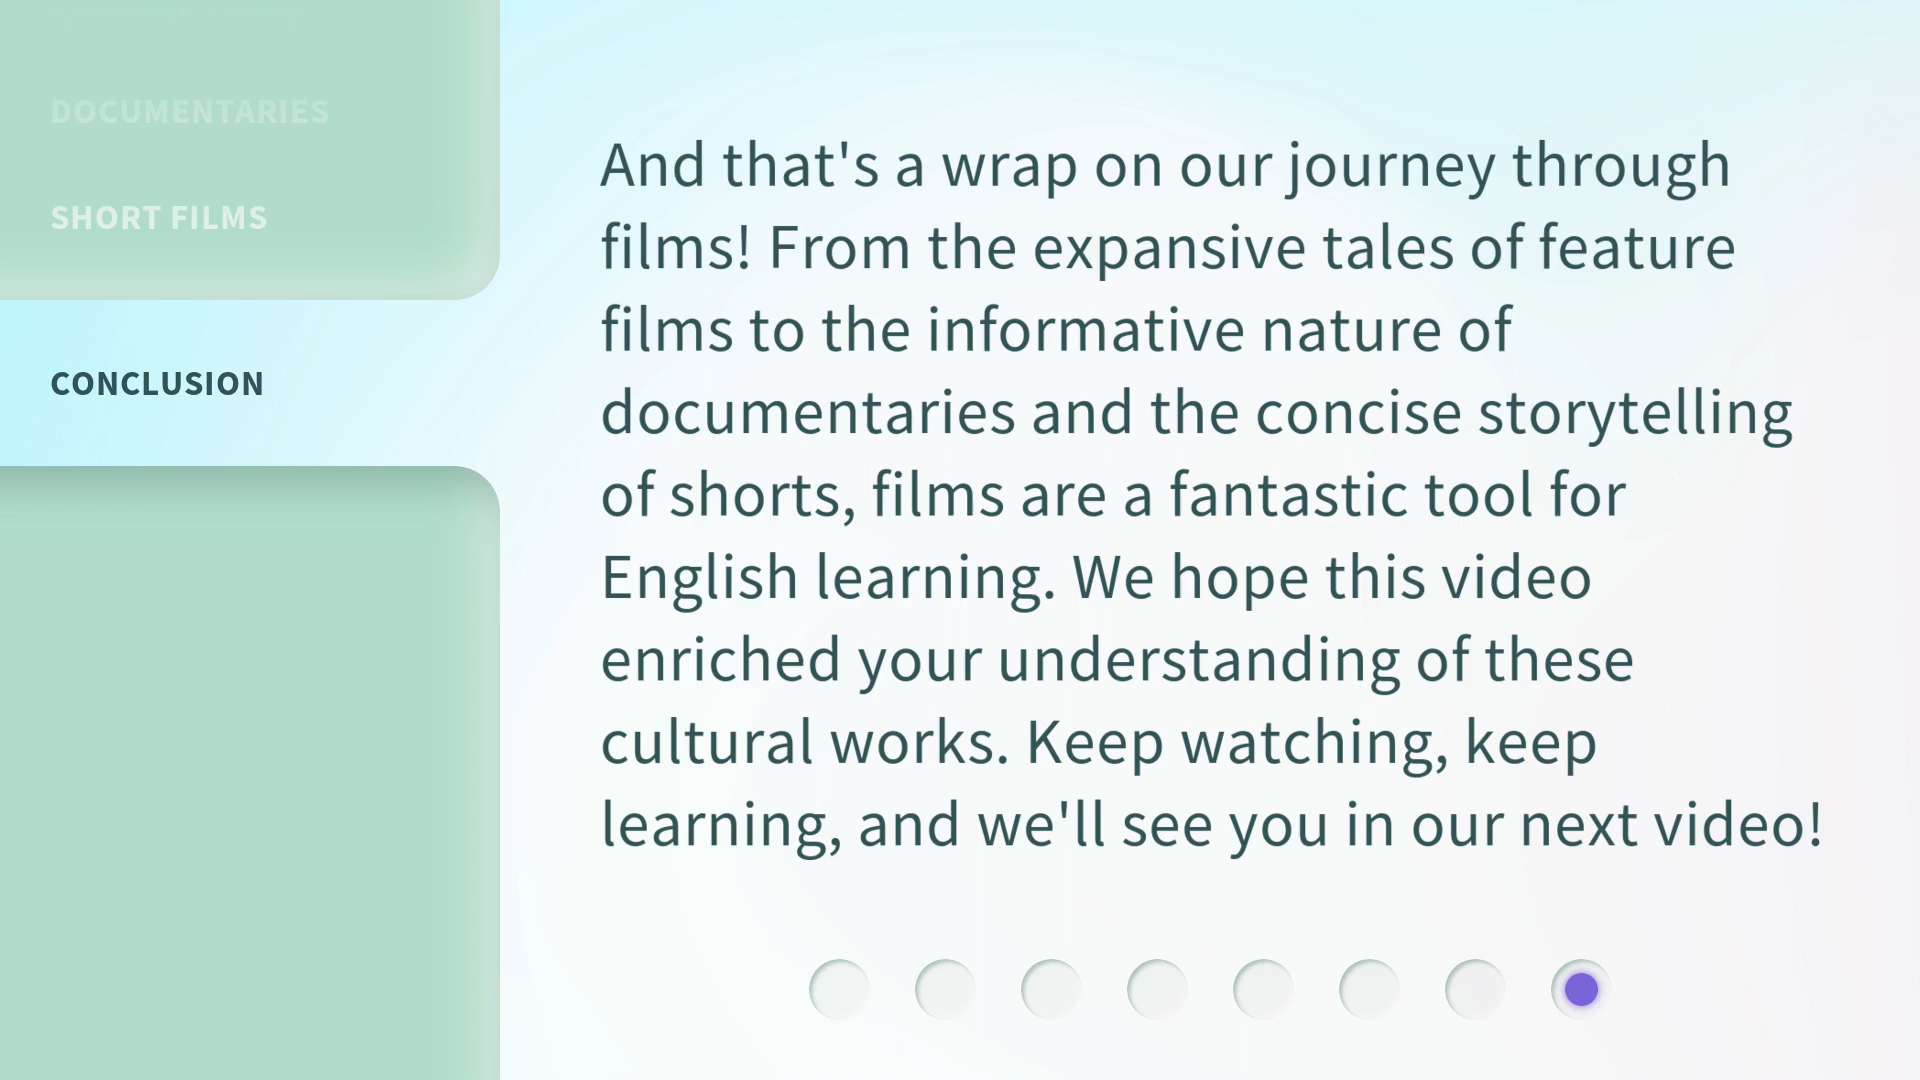 DOCUMENTARIES
SHORT FILMS
CONCLUSION
And that's a wrap on our journey through
films! From the expansive tales of feature
films to the informative nature of
documentaries and the concise storytelling
of shorts, films are a fantastic tool for
English learning. We hope this video
enriched your understanding of these
cultural works. Keep watching, keep
learning, and we'll see you in our next video!